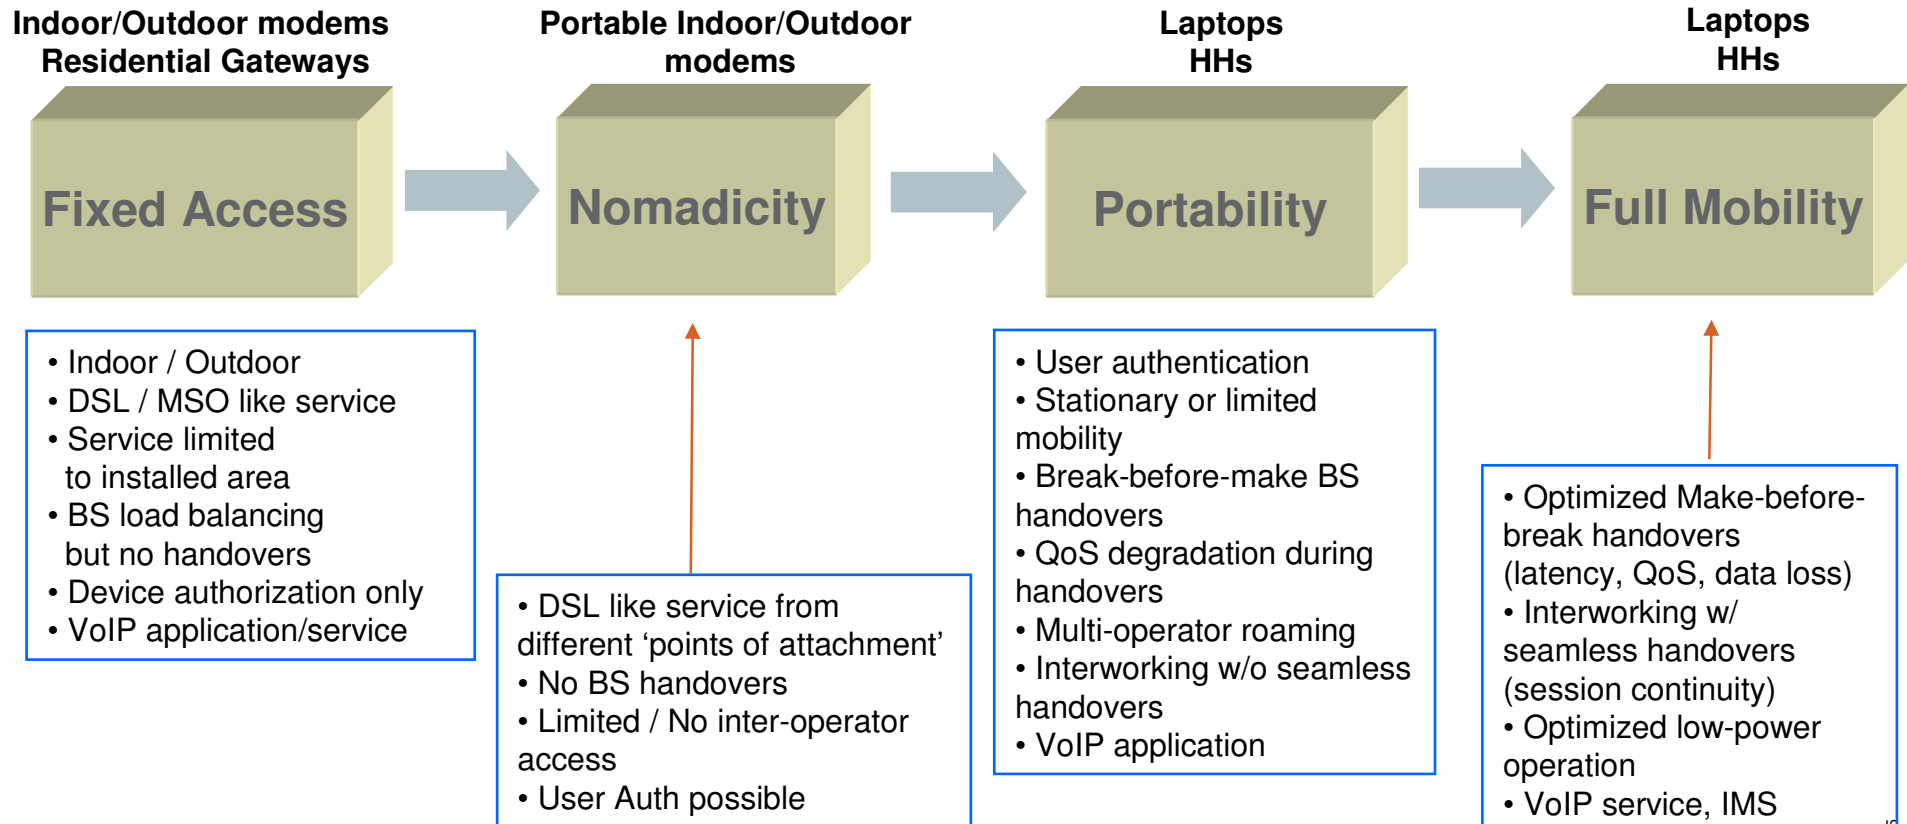 Indoor/Outdoor modems
Residential Gateways
Portable Indoor/Outdoor
modems
Laptops
HHs
Laptops
HHs
Fixed Access
Nomadicity
Portability
Full Mobility
• Indoor / Outdoor
• DSL / MSO like service
• Service limited
to installed area
• BS load balancing
but no handovers
• Device authorization only
• VoIP application/service
• DSL like service from
different ‘points of attachment’
• No BS handovers
• Limited / No inter-operator
access
• User Auth possible
• User authentication
• Stationary or limited
mobility
• Break-before-make BS
handovers
• QoS degradation during
handovers
• Multi-operator roaming
• Interworking w/o seamless
handovers
• VoIP application
• Optimized Make-before-
break handovers
(latency, QoS, data loss)
• Interworking w/
seamless handovers
(session continuity)
• Optimized low-power
operation
• VoIP service, IMS